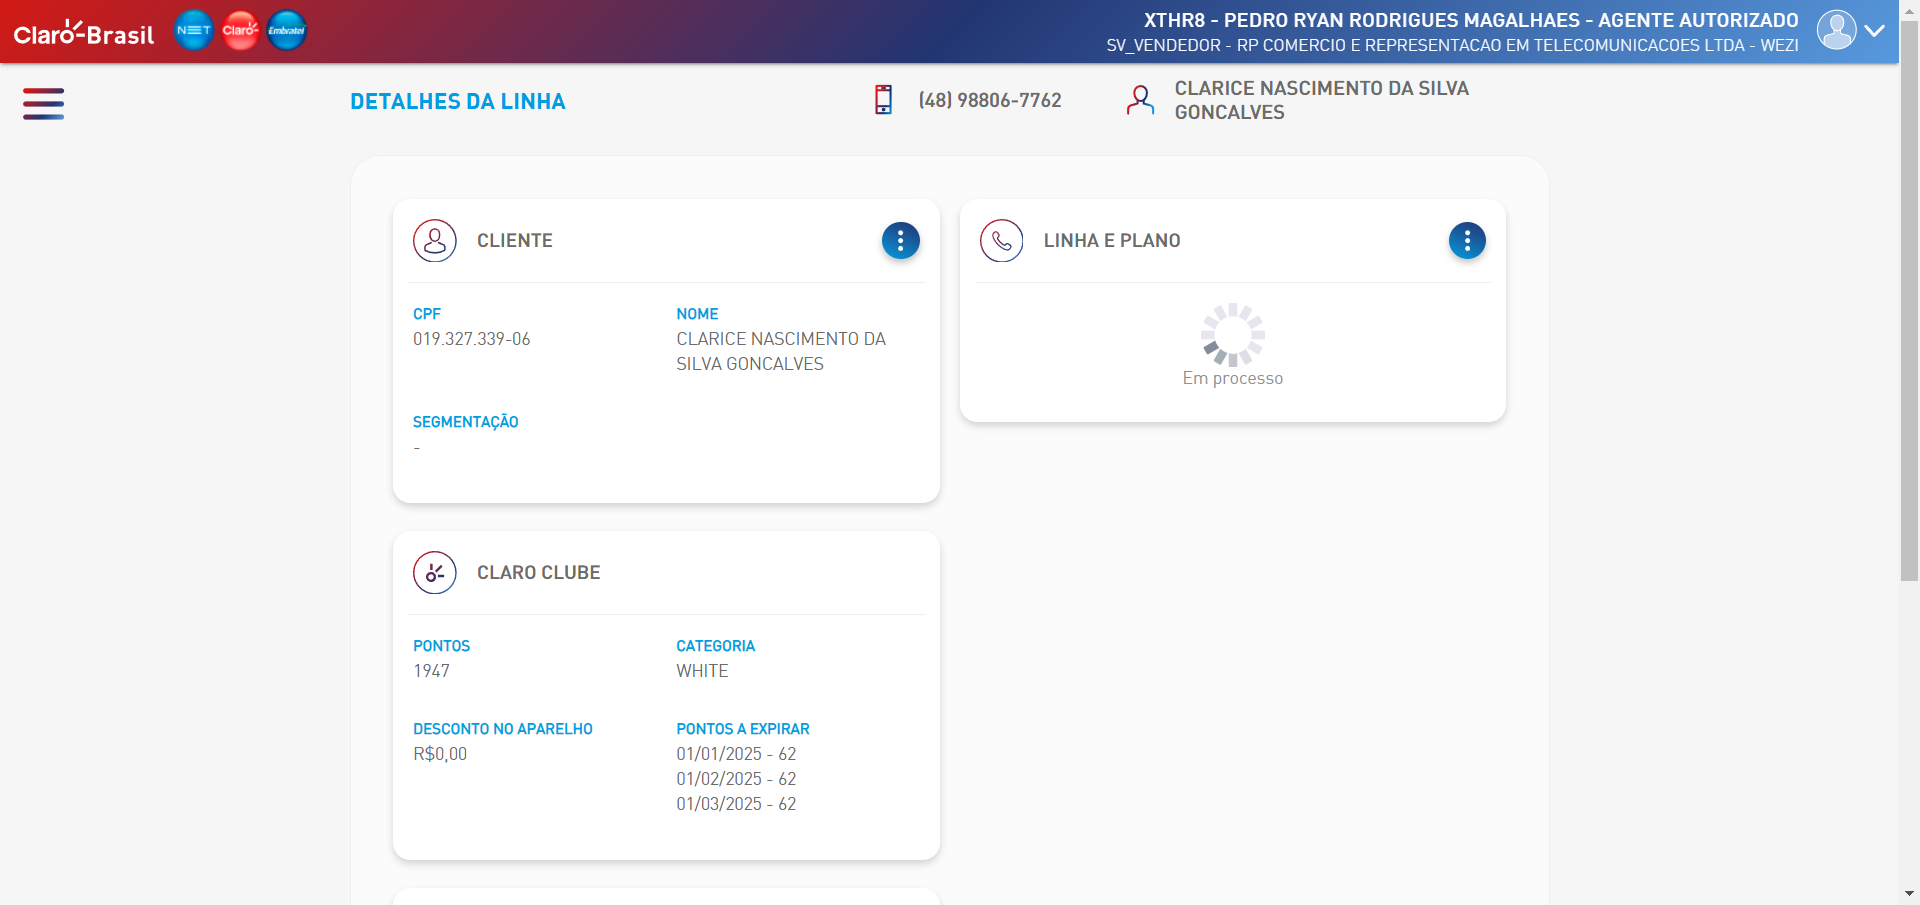 Claro-Brasil
NET
Claro-
Embratel
XTHR8 - PEDRO RYAN RODRIGUES MAGALHAES - AGENTE AUTORIZADO
SV_VENDEDOR - RP COMERCIO E REPRESENTACAO EM TELECOMUNICACOES LTDA - WEZI
DETALHES DA LINHA
(48) 98806-7762
CLARICE NASCIMENTO DA SILVA
GONCALVES
CLIENTE
CPF
019.327.339-06
NOME
CLARICE NASCIMENTO DA
SILVA GONCALVES
SEGMENTAÇÃO
-
LINHA E PLANO
Em processo
CLARO CLUBE
PONTOS
1947
CATEGORIA
WHITE
DESCONTO NO APARELHO
R$0,00
PONTOS A EXPIRAR
01/01/2025 - 62
01/02/2025 - 62
01/03/2025 - 62